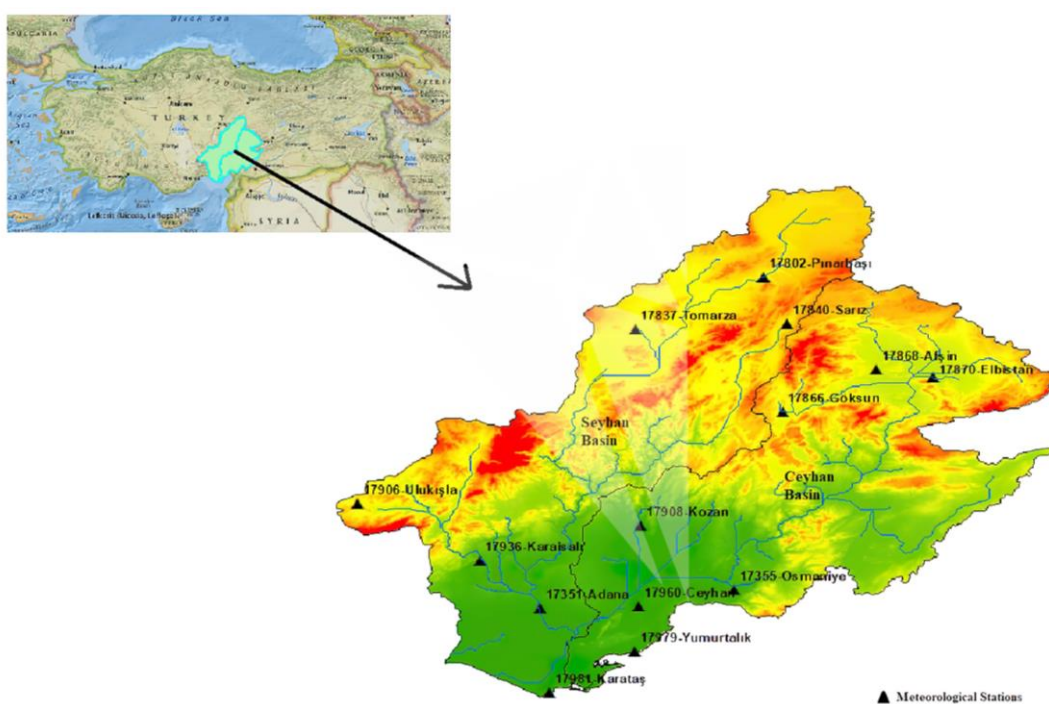 Black Sea
TURKEY
Ankara
SYRIA
17802-Pınarbaşı
17837-Tomarza
17840-Sarız
17868-Afşin
17870-Elbistan
17866-Göksun
Seyhan
Basin
Ceyhan
Basin
17906-Ulukışla
17908-Kozan
17936-Karaisalı
17355-Osmaniye
17351-Adana
17960-Ceyhan
17979-Yumurtalık
17981-Karataş
Meteorological Stations